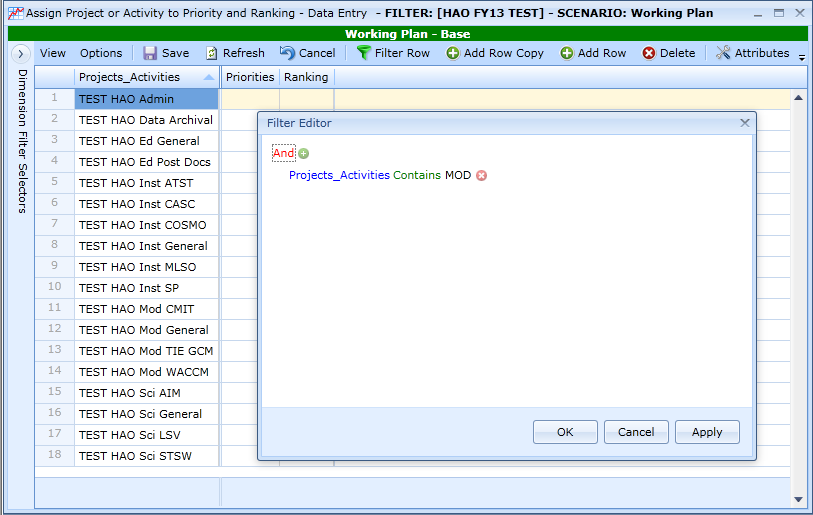 Assign Project or Activity to Priority and Ranking - Data Entry - FILTER: [HAO FY13 TEST] - SCENARIO: Working Plan
Working Plan - Base
View Options Save Refresh Cancel Filter Row Add Row Copy Add Row Delete Attributes
Dimension Filter Selectors
Projects_Activities Priorities Ranking
1 TEST HAO Admin
2 TEST HAO Data Archival
3 TEST HAO Ed General
4 TEST HAO Ed Post Docs
5 TEST HAO Inst ATST
6 TEST HAO Inst CASC
7 TEST HAO Inst COSMO
8 TEST HAO Inst General
9 TEST HAO Inst MLSO
10 TEST HAO Inst SP
11 TEST HAO Mod CMIT
12 TEST HAO Mod General
13 TEST HAO Mod TIE GCM
14 TEST HAO Mod WACCM
15 TEST HAO Sci AIM
16 TEST HAO Sci General
17 TEST HAO Sci LSV
18 TEST HAO Sci STSW
Filter Editor
And
Projects_Activities Contains MOD
OK Cancel Apply